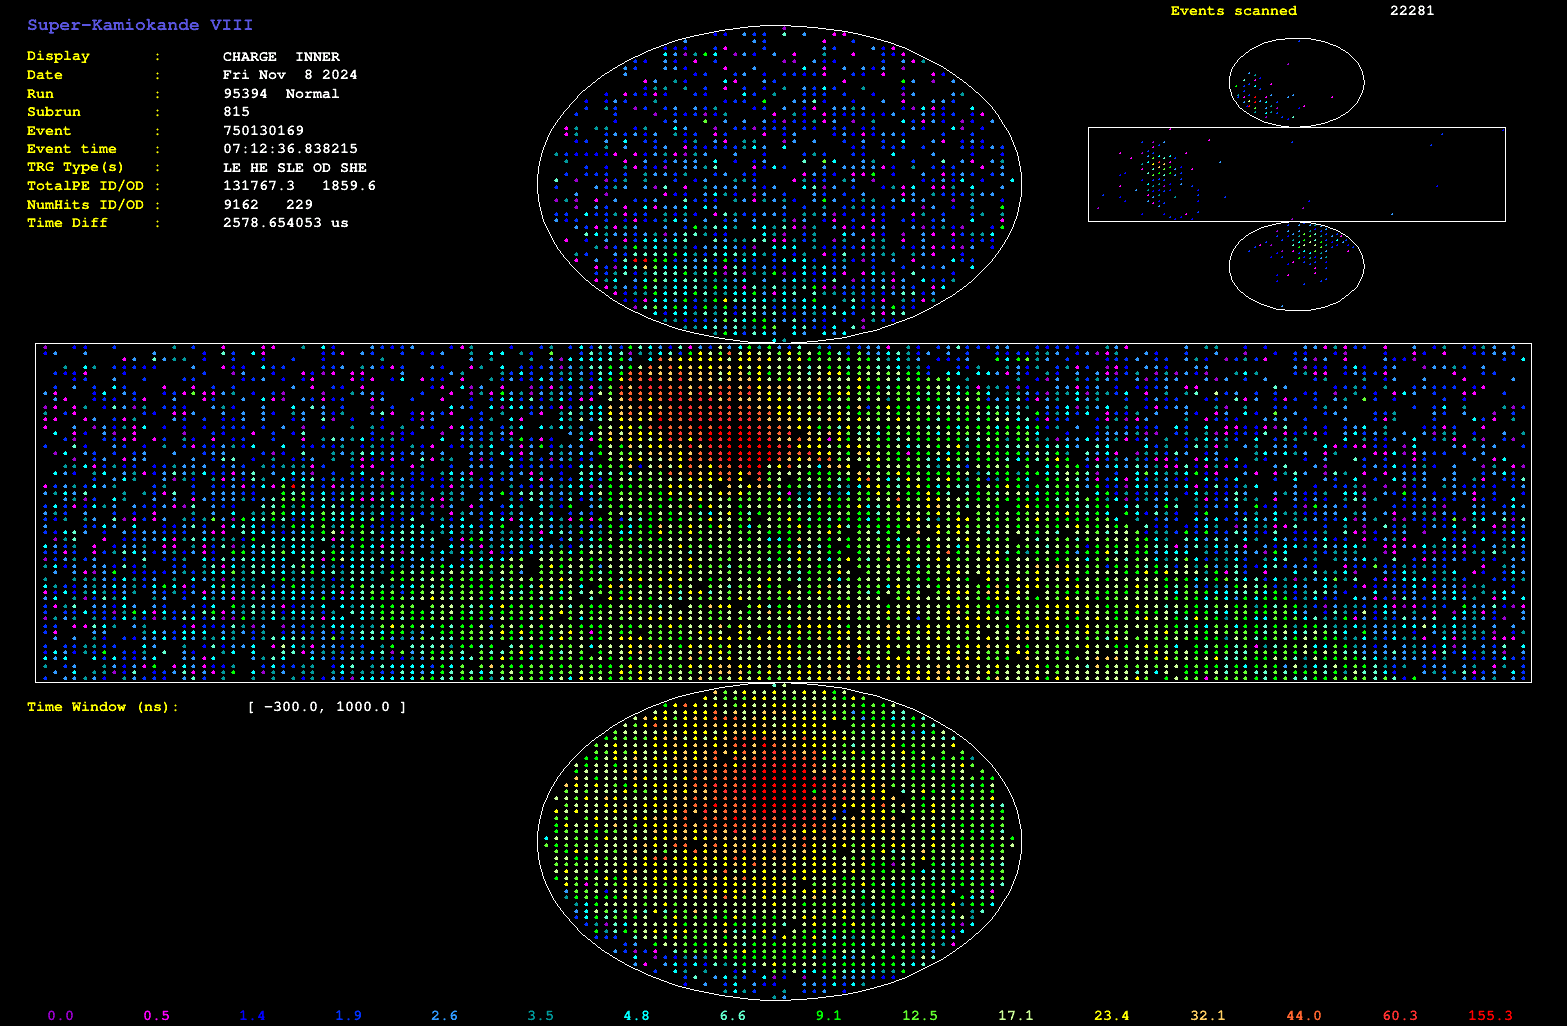 Super-Kamiokande VIII
Events scanned 22281
Display : CHARGE INNER
Date : Fri Nov 8 2024
Run : 95394 Normal
Subrun : 815
Event : 750130169
Event time : 07:12:36.838215
TRG Type(s) : LE HE SLE OD SHE
TotalPE ID/OD : 131767.3 1859.6
NumHits ID/OD : 9162 229
Time Diff : 2578.654053 us
Time Window (ns): [ -300.0, 1000.0 ]
0.0 0.5 1.4 1.9 2.6 3.5 4.8 6.6 9.1 12.5 17.1 23.4 32.1 44.0 60.3 155.3